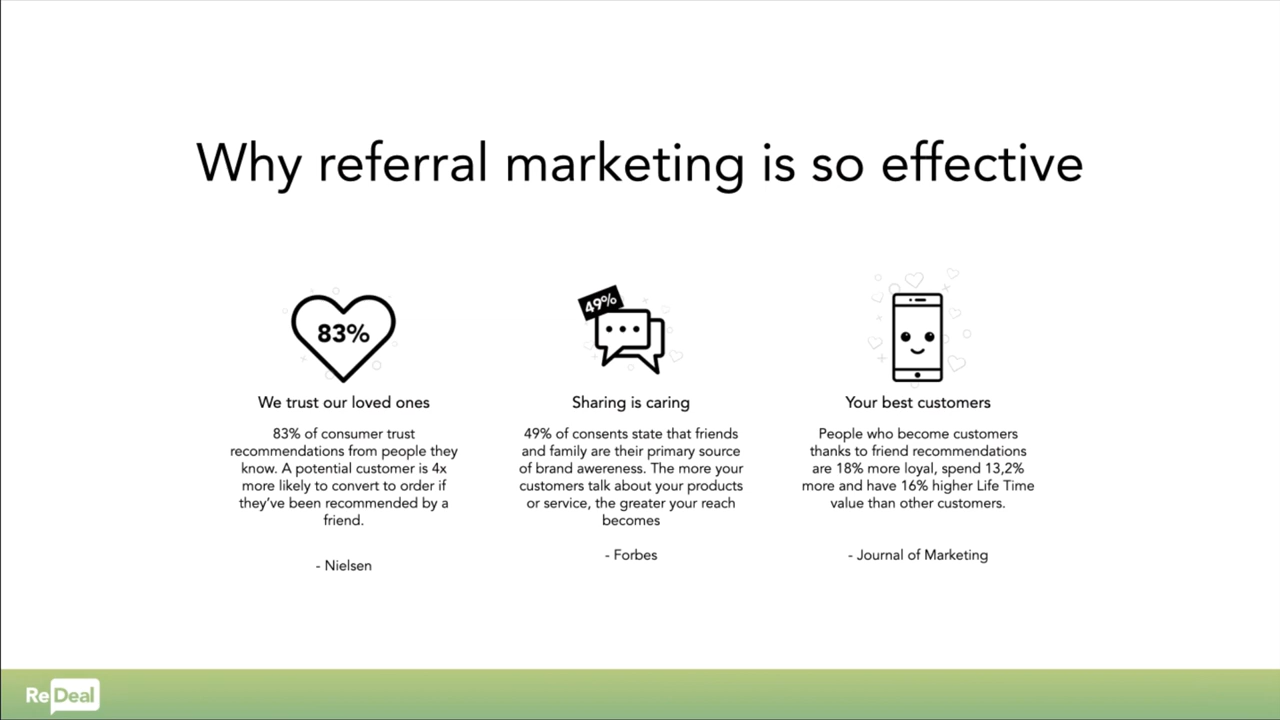 Why referral marketing is so effective
83%
We trust our loved ones
83% of consumer trust
recommendations from people they
know. A potential customer is 4x
more likely to convert to order if
they’ve been recommended by a
friend.
- Nielsen
49%
Sharing is caring
49% of consents state that friends
and family are their primary source
of brand awereness. The more your
customers talk about your products
or service, the greater your reach
becomes
- Forbes
Your best customers
People who become customers
thanks to friend recommendations
are 18% more loyal, spend 13,2%
more and have 16% higher Life Time
value than other customers.
- Journal of Marketing
ReDeal